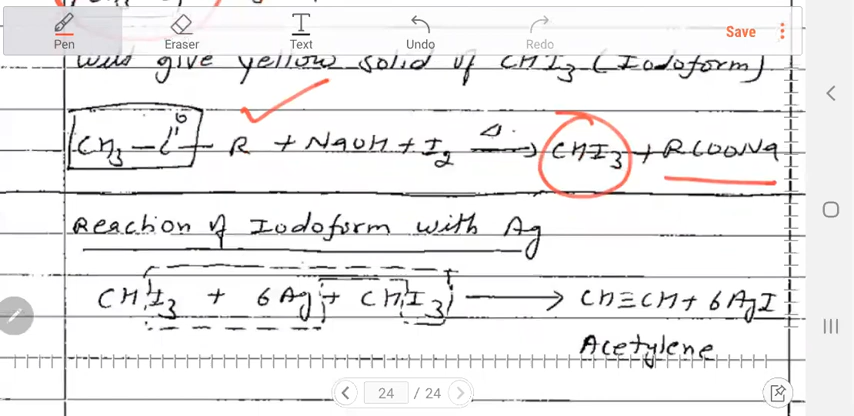 Save
Pen
Eraser
Text
Undo
Redo
will give yellow solid of CHI3 (Iodoform)
CH3-C(=O)-R + NaOH + I2 —Δ→ CHI3 + RCOONa
Reaction of Iodoform with Ag
CHI3 + 6Ag + CHI3 → CH≡CH + 6AgI
Acetylene
24 / 24